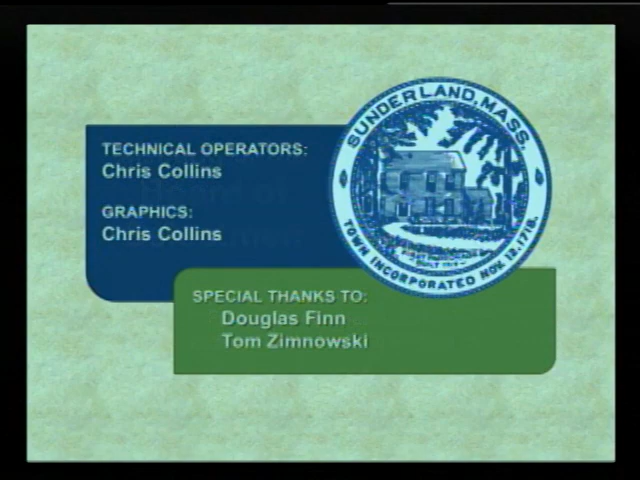 TECHNICAL OPERATORS:
Chris Collins
GRAPHICS:
Chris Collins
SUNDERLAND, MASS.
TOWN INCORPORATED NOV. 12, 1718.
SPECIAL THANKS TO:
Douglas Finn
Tom Zimnowski